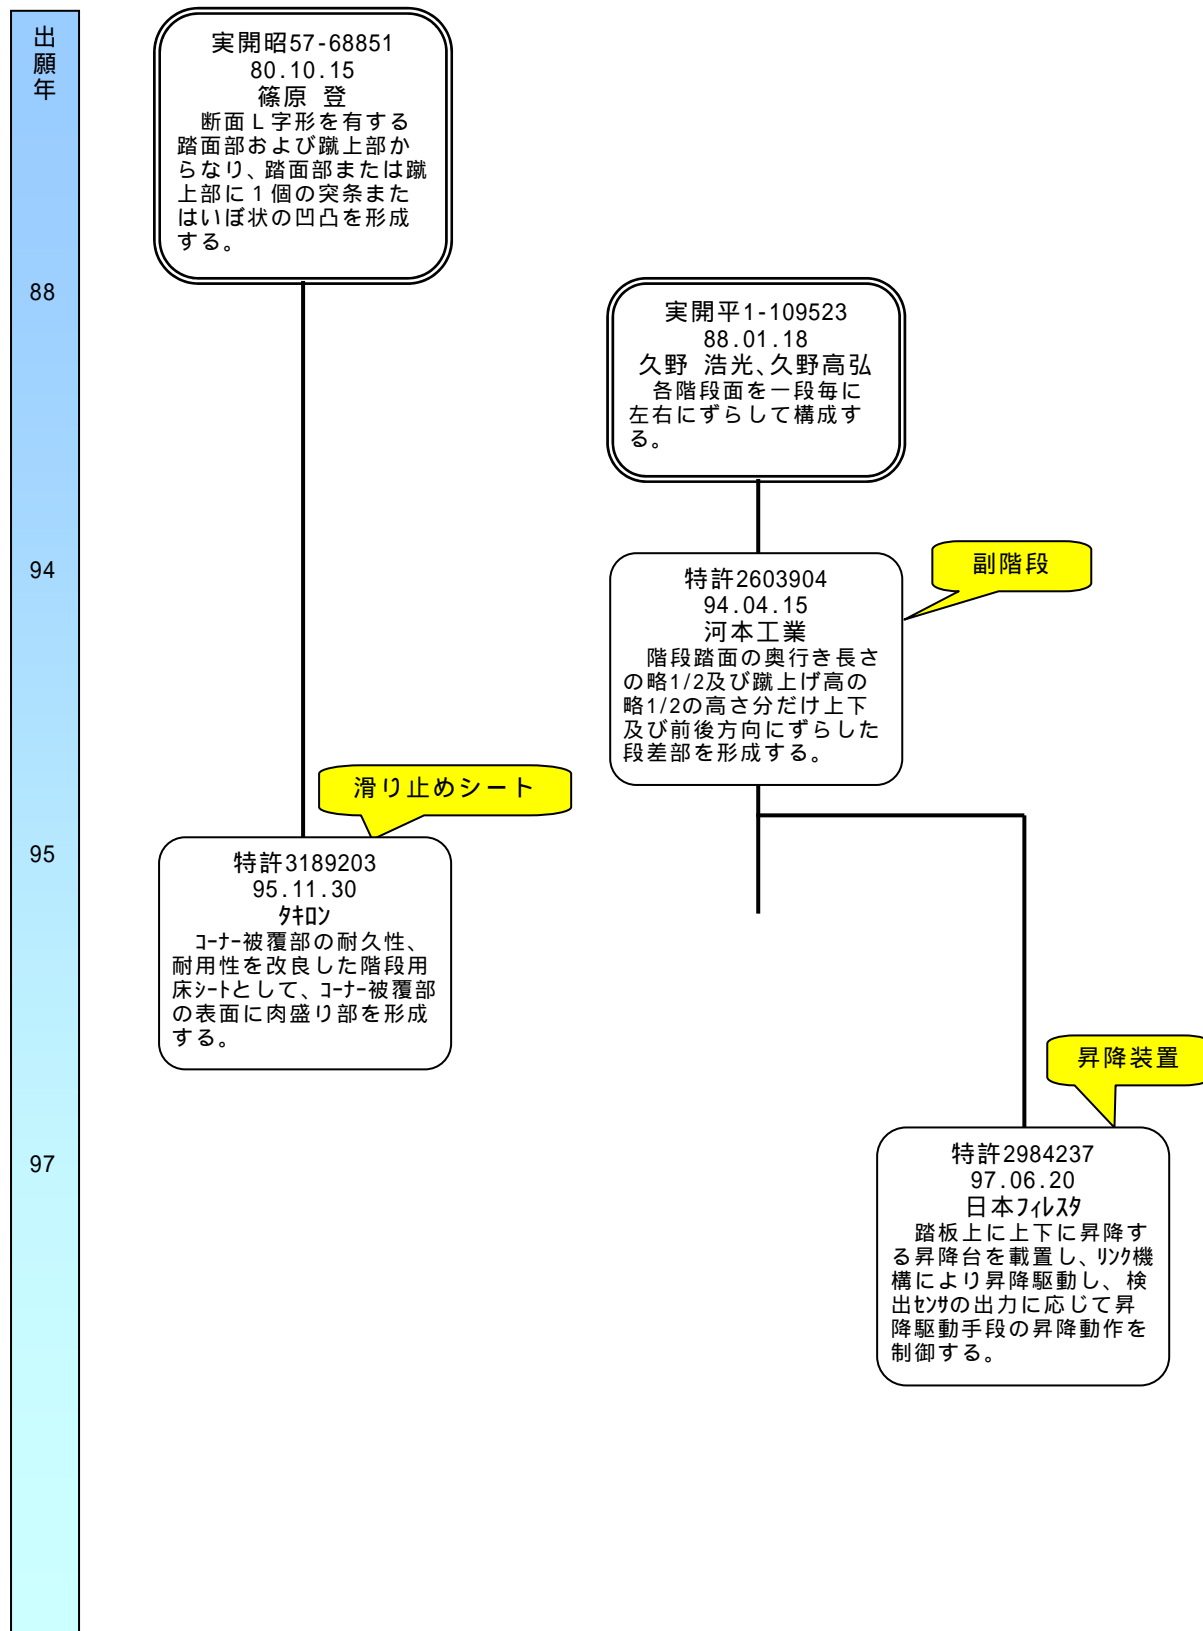 出
願
年
88
94
95
97
実開昭57-68851
80.10.15
篠原 登
断面L字形を有する
踏面部および蹴上部か
らなり、踏面部または蹴
上部に1個の突条また
はいぼ状の凹凸を形成
する。
滑り止めシート
特許3189203
95.11.30
ﾀｷﾛﾝ
ｺｰﾅｰ被覆部の耐久性、
耐用性を改良した階段用
床ｼｰﾄとして、ｺｰﾅｰ被覆部
の表面に肉盛り部を形成
する。
実開平1-109523
88.01.18
久野 浩光、久野高弘
各階段面を一段毎に
左右にずらして構成す
る。
副階段
特許2603904
94.04.15
河本工業
階段踏面の奥行き長さ
の略1/2及び蹴上げ高の
略1/2の高さ分だけ上下
及び前後方向にずらした
段差部を形成する。
昇降装置
特許2984237
97.06.20
日本ﾌｨﾚｽﾀ
踏板上に上下に昇降す
る昇降台を載置し、ﾘﾝｸ機
構により昇降駆動し、検
出ｾﾝｻの出力に応じて昇
降駆動手段の昇降動作を
制御する。